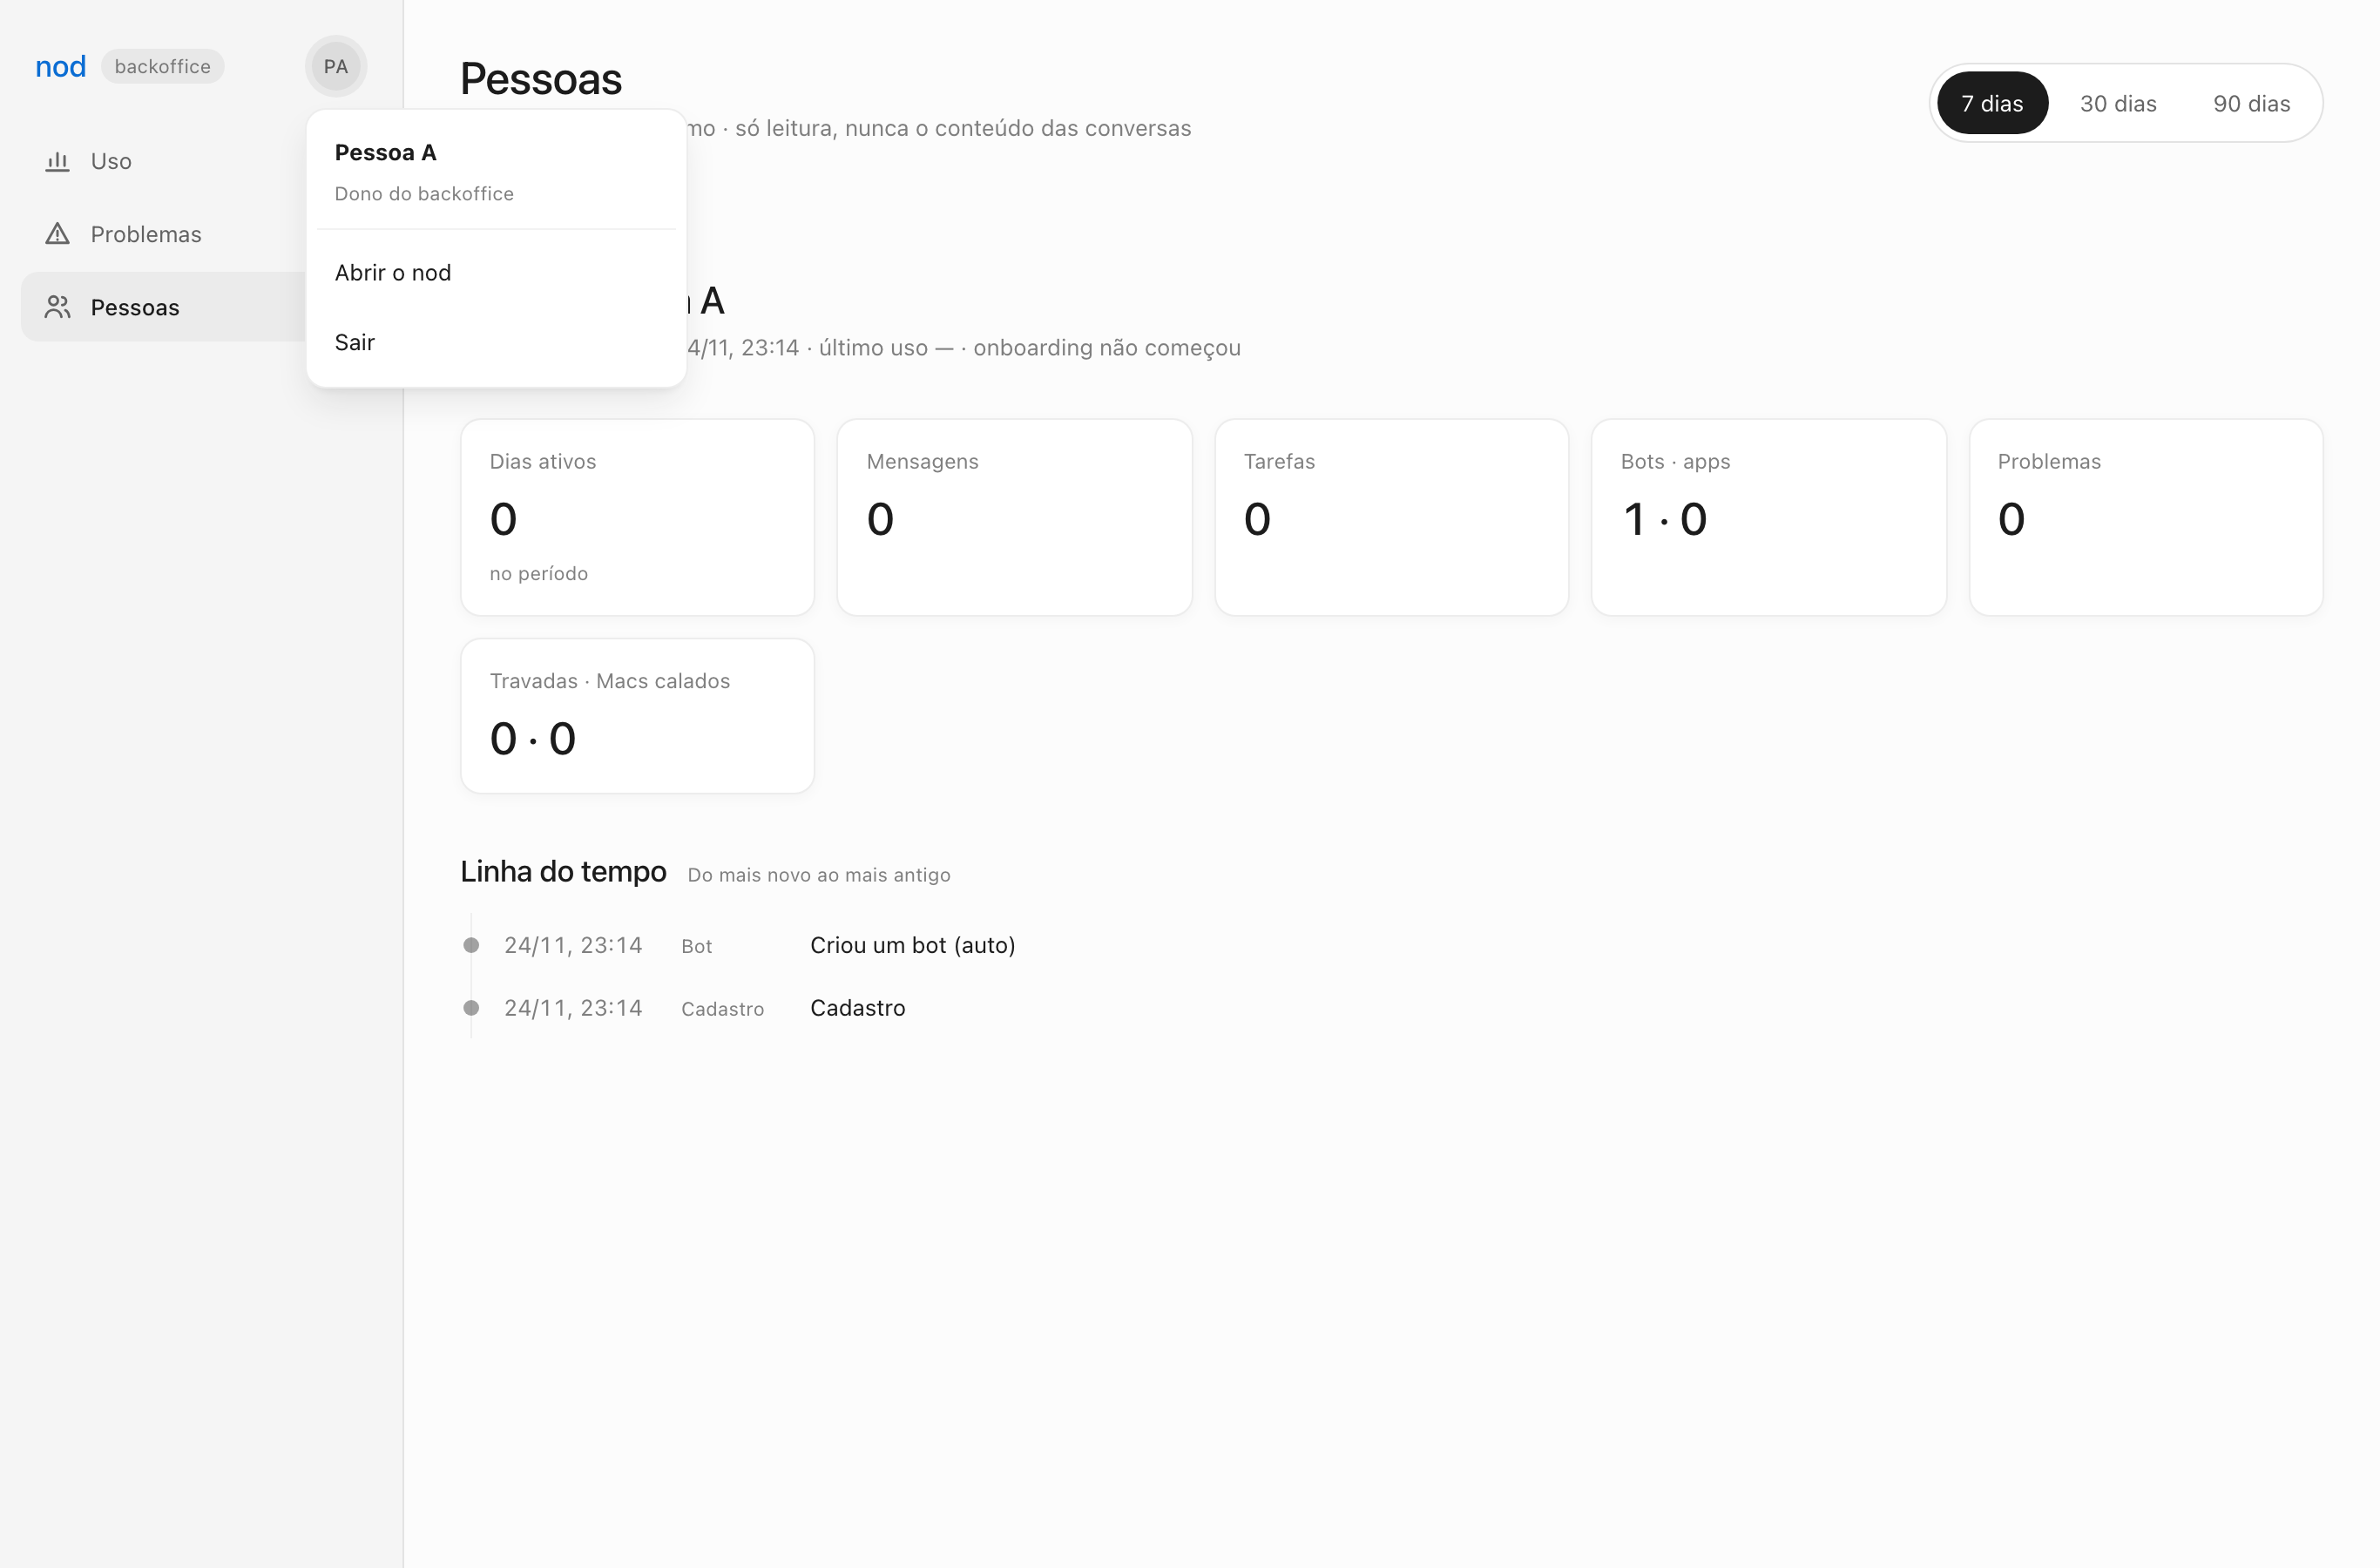 nod backoffice PA
Uso
Problemas
Pessoas
Pessoa A
Dono do backoffice
Abrir o nod
Sair
Pessoas
· só leitura, nunca o conteúdo das conversas
7 dias 30 dias 90 dias
A
4/11, 23:14 · último uso — · onboarding não começou
Dias ativos
0
no período
Mensagens
0
Tarefas
0
Bots · apps
1 · 0
Problemas
0
Travadas · Macs calados
0 · 0
Linha do tempo Do mais novo ao mais antigo
24/11, 23:14 Bot Criou um bot (auto)
24/11, 23:14 Cadastro Cadastro